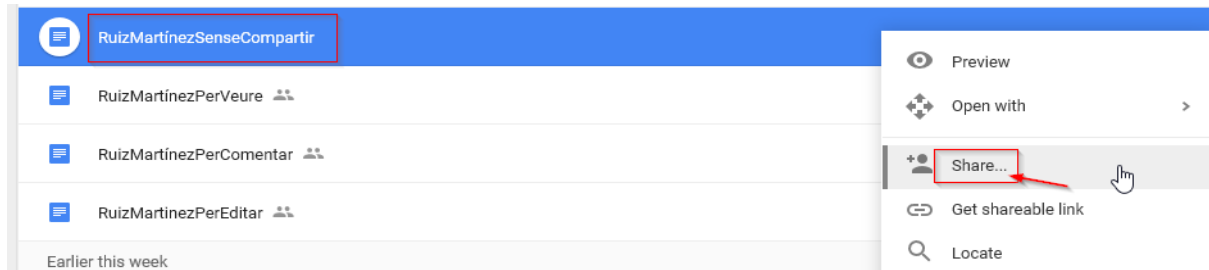 RuizMartínezSenseCompartir
RuizMartínezPerVeure
RuizMartínezPerComentar
RuizMartinezPerEditar
Earlier this week
Preview
Open with
Share...
Get shareable link
Locate